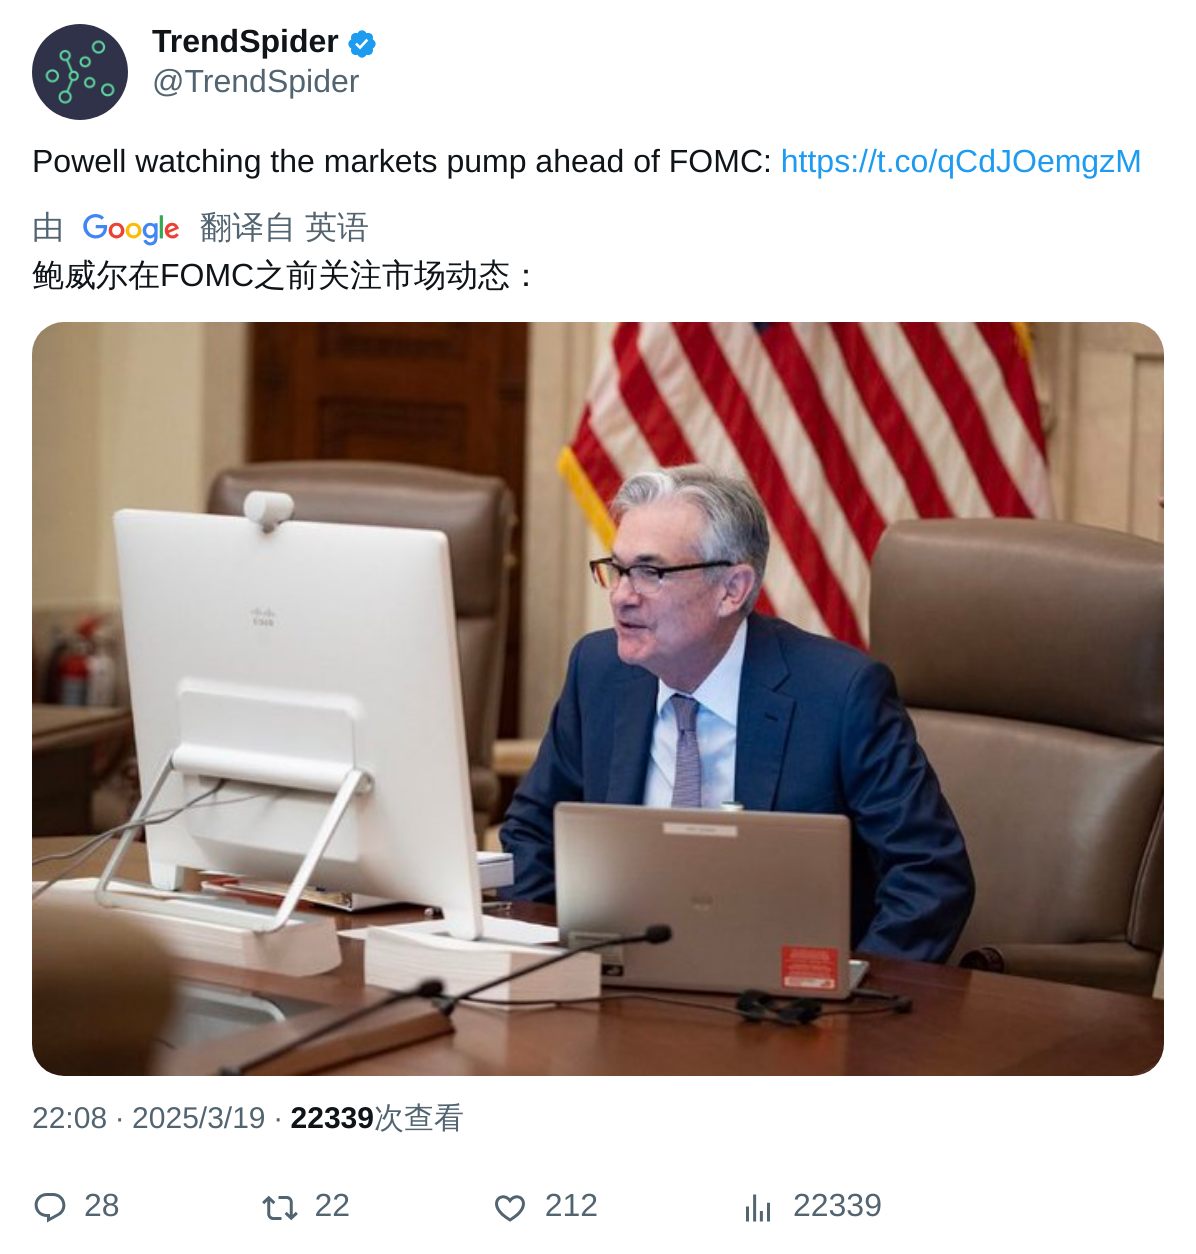 TrendSpider
@TrendSpider
Powell watching the markets pump ahead of FOMC: https://t.co/qCdJOemgzM
由 Google 翻译自 英语
鲍威尔在FOMC之前关注市场动态：
22:08 · 2025/3/19 · 22339次查看
28 22 212 22339